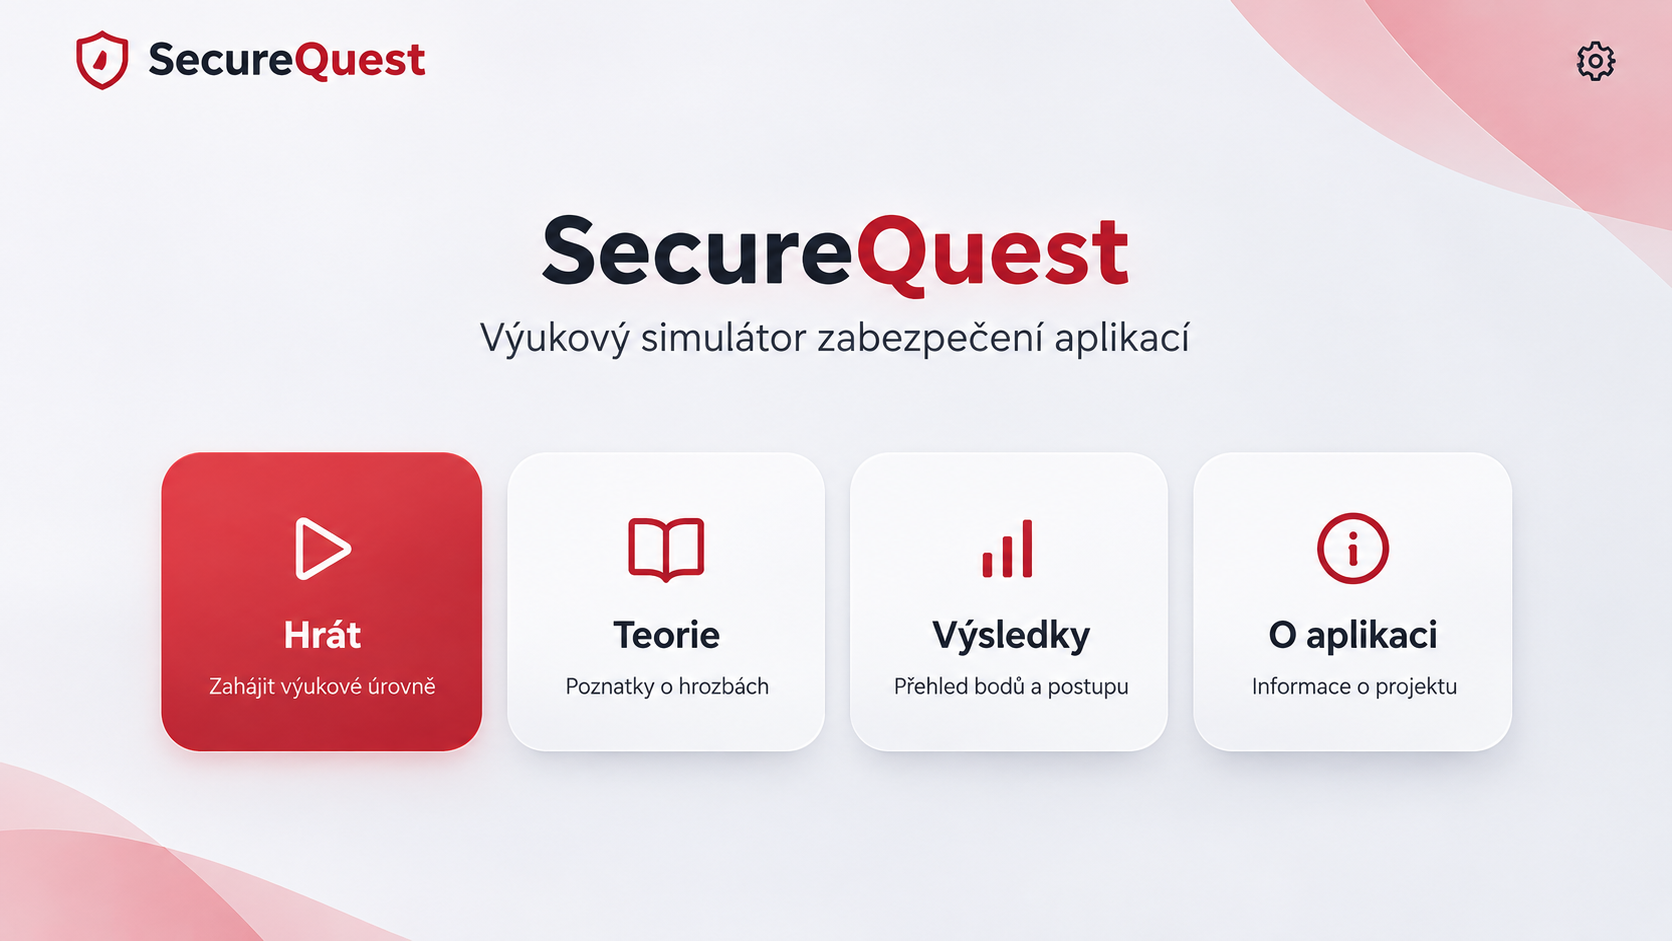 SecureQuest
SecureQuest
Výukový simulátor zabezpečení aplikací
Hrát
Zahájit výukové úrovně
Teorie
Poznatky o hrozbách
Výsledky
Přehled bodů a postupu
O aplikaci
Informace o projektu